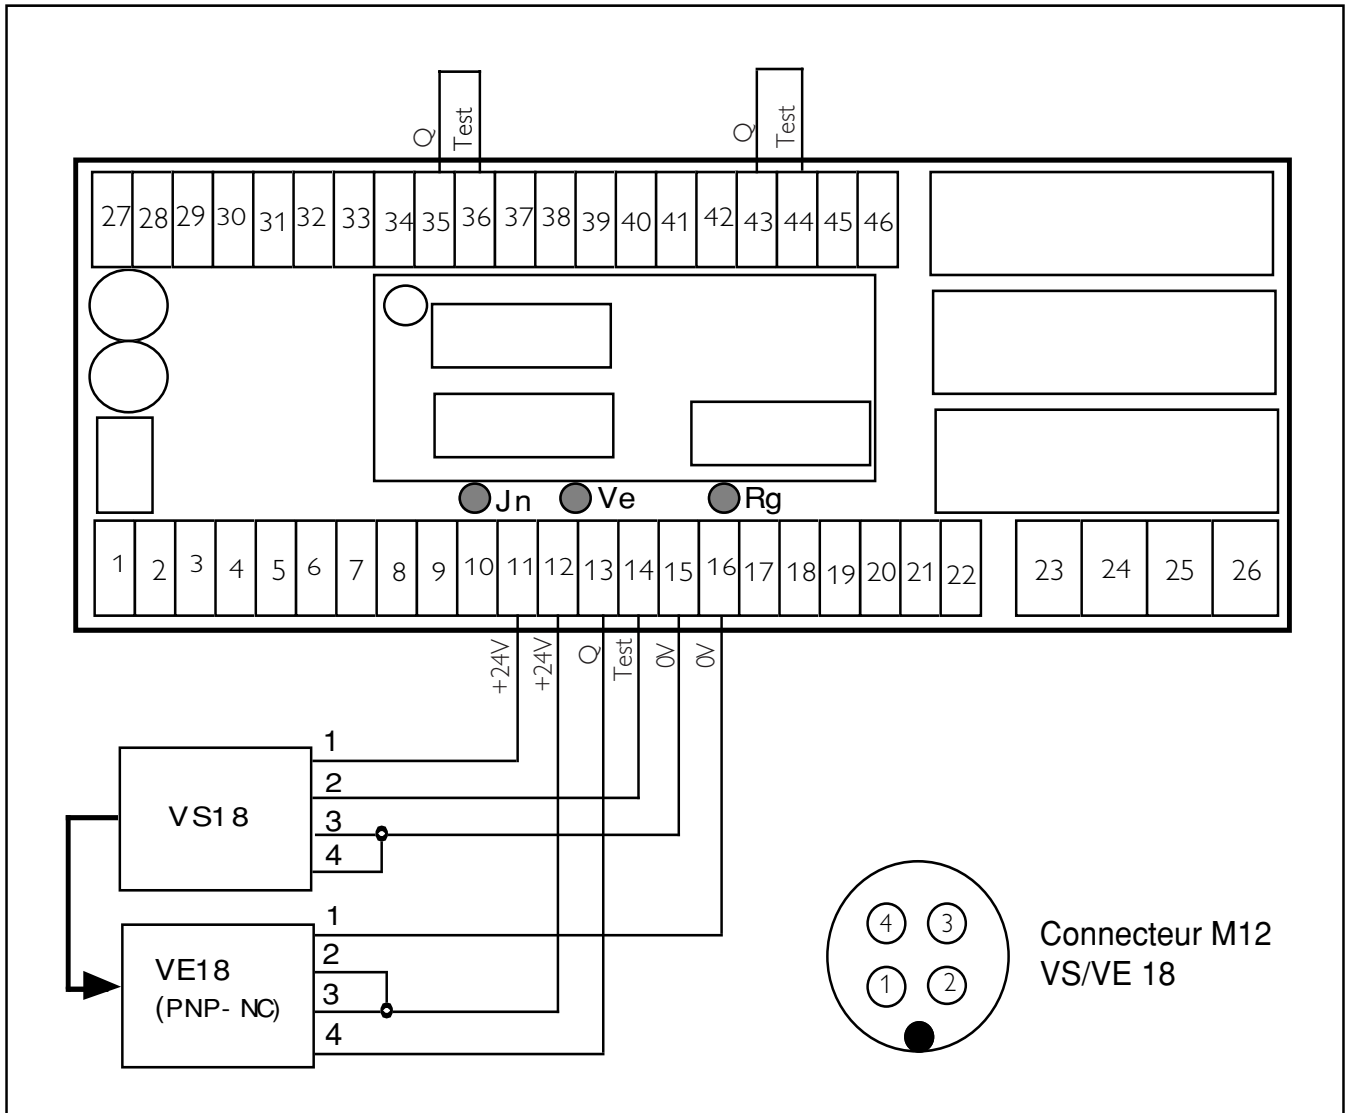 Q Test Q Test
27 28 29 30 31 32 33 34 35 36 37 38 39 40 41 42 43 44 45 46
Jn Ve Rg
1 2 3 4 5 6 7 8 9 10 11 12 13 14 15 16 17 18 19 20 21 22 23 24 25 26
+24V +24V Q Test 0V 0V
VS18
1
2
3
4
VE18
(PNP- NC)
1
2
3
4
4 3
1 2
Connecteur M12
VS/VE 18